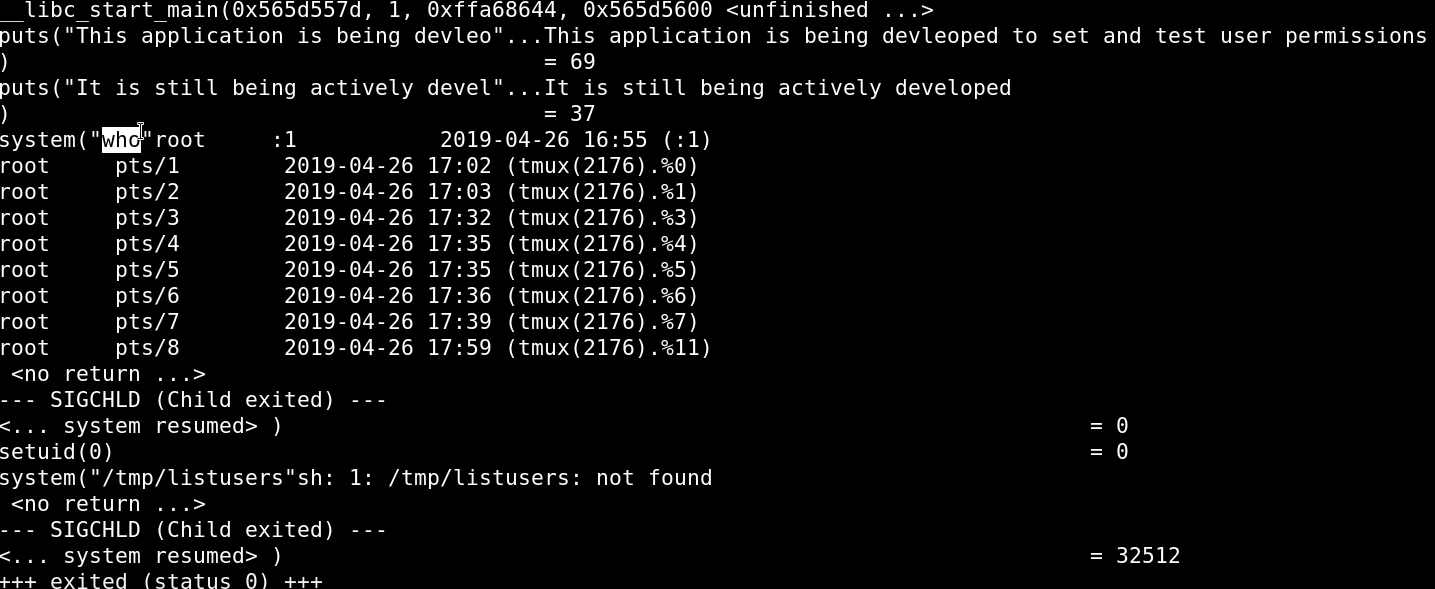 __libc_start_main(0x565d557d, 1, 0xffa68644, 0x565d5600 <unfinished ...>
puts("This application is being devleo"...This application is being devleoped to set and test user permissions
)                                         = 69
puts("It is still being actively devel"...It is still being actively developed
)                                         = 37
system("who"root     :1           2019-04-26 16:55 (:1)
root     pts/1        2019-04-26 17:02 (tmux(2176).%0)
root     pts/2        2019-04-26 17:03 (tmux(2176).%1)
root     pts/3        2019-04-26 17:32 (tmux(2176).%3)
root     pts/4        2019-04-26 17:35 (tmux(2176).%4)
root     pts/5        2019-04-26 17:35 (tmux(2176).%5)
root     pts/6        2019-04-26 17:36 (tmux(2176).%6)
root     pts/7        2019-04-26 17:39 (tmux(2176).%7)
root     pts/8        2019-04-26 17:59 (tmux(2176).%11)
 <no return ...>
--- SIGCHLD (Child exited) ---
<... system resumed> )                                                              = 0
setuid(0)                                                                           = 0
system("/tmp/listusers"sh: 1: /tmp/listusers: not found
 <no return ...>
--- SIGCHLD (Child exited) ---
<... system resumed> )                                                              = 32512
+++ exited (status 0) +++